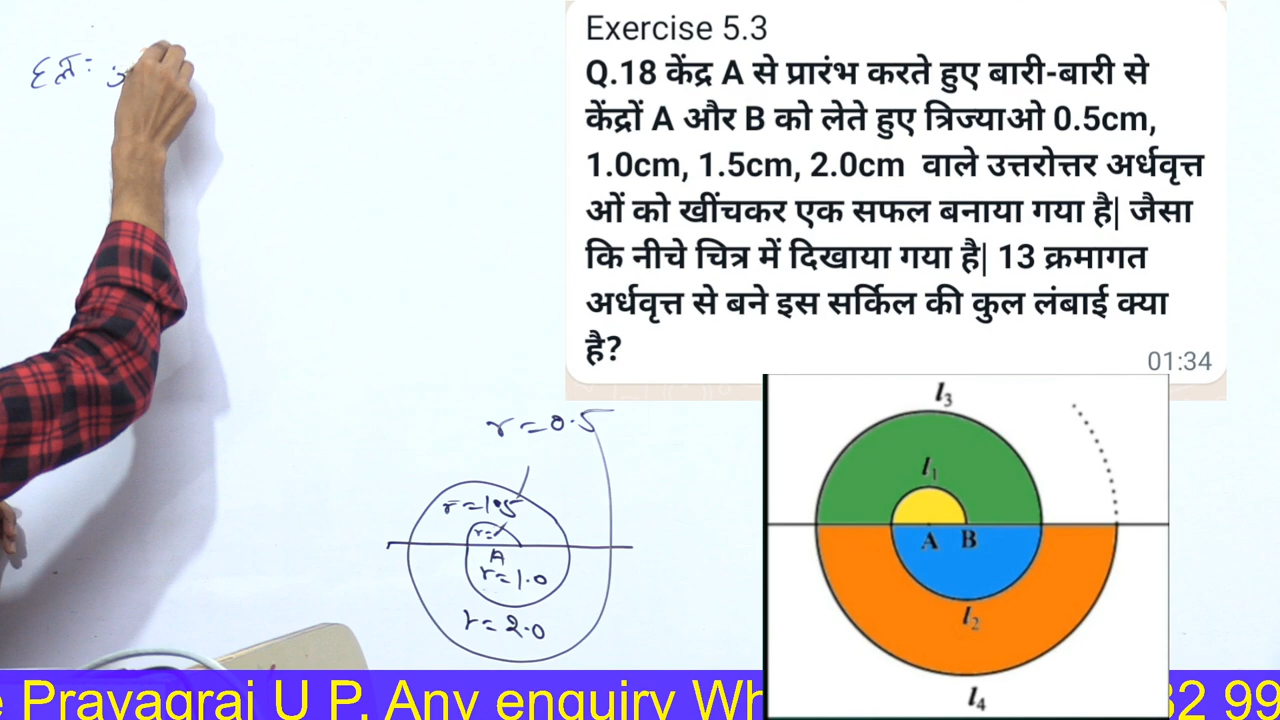 Exercise 5.3
Q.18 केंद्र A से प्रारंभ करते हुए बारी-बारी से
केंद्रों A और B को लेते हुए त्रिज्याओ 0.5cm,
1.0cm, 1.5cm, 2.0cm वाले उत्तरोत्तर अर्धवृत्त
ओं को खींचकर एक सफल बनाया गया है| जैसा
कि नीचे चित्र में दिखाया गया है| 13 क्रमागत
अर्धवृत्त से बने इस सर्किल की कुल लंबाई क्या
है?
01:34
हल:
r=0.5
r=1.5
r=
A
r=1.0
r=2.0
l3
l1
A B
l2
l4
e Prayagraj U P. Any enquiry Wh
32 99